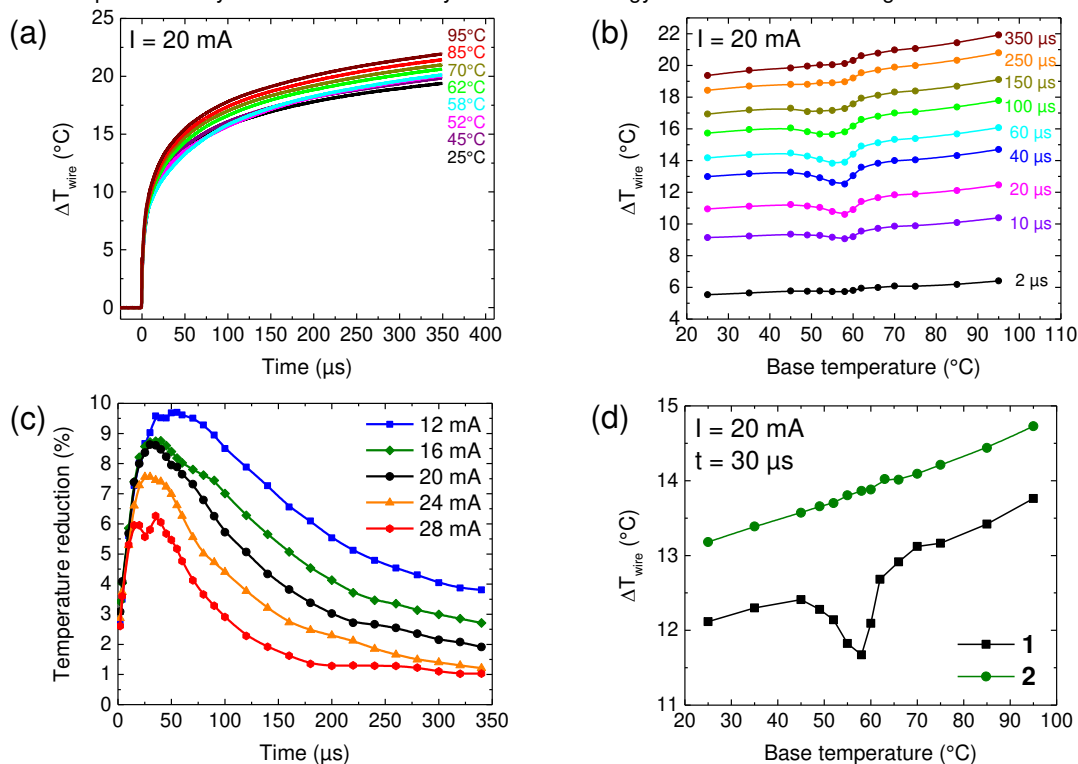 (a)
I = 20 mA
25
20
15
10
5
0
ΔT_wire (°C)
95°C
85°C
70°C
62°C
58°C
52°C
45°C
25°C
0 50 100 150 200 250 300 350 400
Time (µs)
(b)
I = 20 mA
22
20
18
16
14
12
10
8
6
4
ΔT_wire (°C)
350 µs
250 µs
150 µs
100 µs
60 µs
40 µs
20 µs
10 µs
2 µs
20 30 40 50 60 70 80 90 100 110
Base temperature (°C)
(c)
10
9
8
7
6
5
4
3
2
1
0
Temperature reduction (%)
12 mA
16 mA
20 mA
24 mA
28 mA
0 50 100 150 200 250 300 350
Time (µs)
(d)
I = 20 mA
t = 30 µs
15
14
13
12
11
ΔT_wire (°C)
1
2
20 30 40 50 60 70 80 90 100
Base temperature (°C)